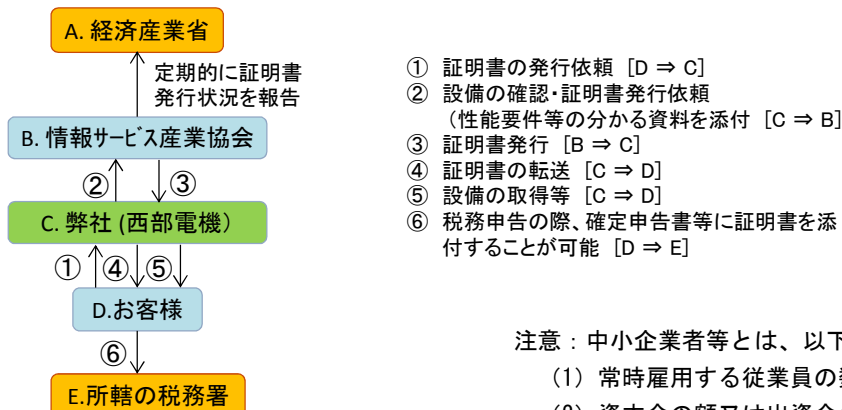 A. 経済産業省
定期的に証明書
発行状況を報告
B. 情報サービス産業協会
② ③
C. 弊社 (西部電機）
① ④ ⑤
D.お客様
⑥
E.所轄の税務署
① 証明書の発行依頼［D ⇒ C］
② 設備の確認・証明書発行依頼
（性能要件等の分かる資料を添付［C ⇒ B］
③ 証明書発行［B ⇒ C］
④ 証明書の転送［C ⇒ D］
⑤ 設備の取得等［C ⇒ D］
⑥ 税務申告の際、確定申告書等に証明書を添
付することが可能［D ⇒ E］
注意：中小企業者等とは、以下
(1) 常時雇用する従業員の